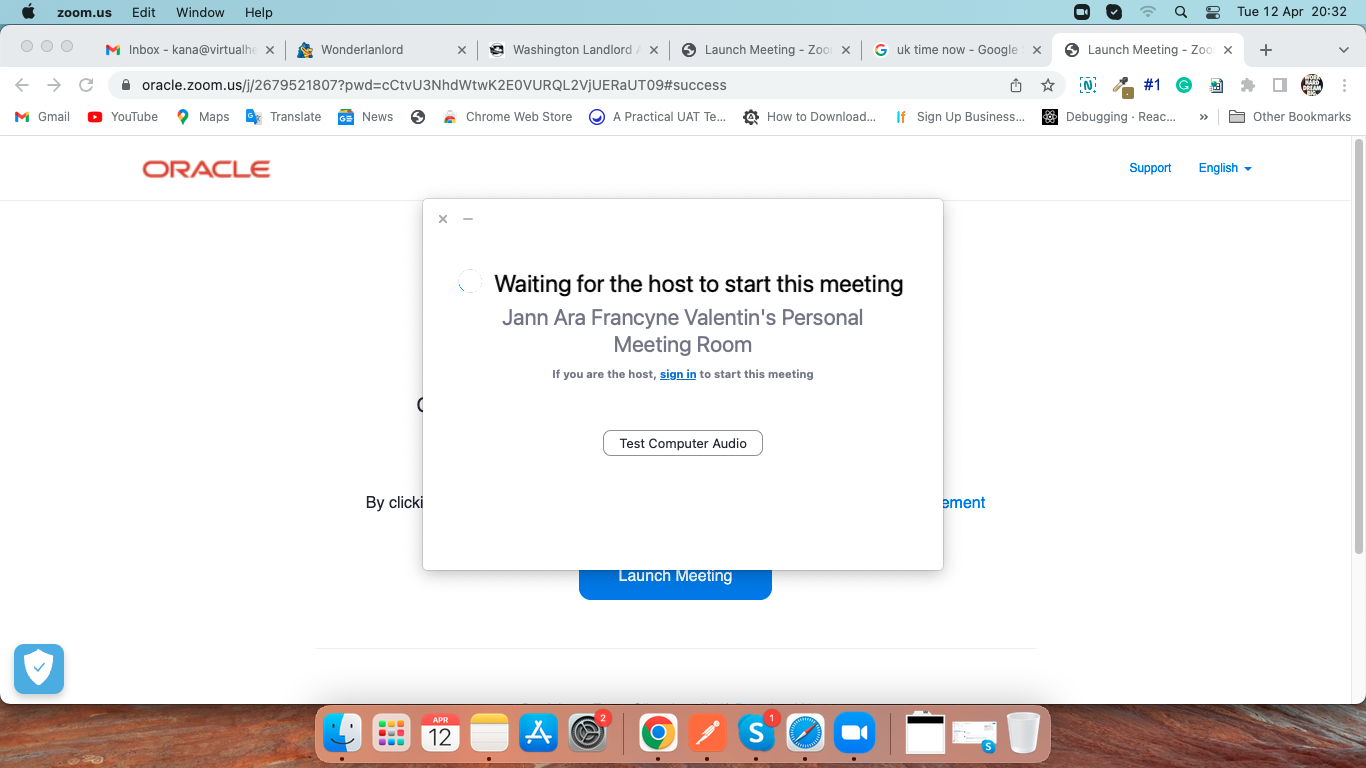 zoom.us Edit Window Help Tue 12 Apr 20:32
Inbox - kana@virtualhe Wonderlanlord Washington Landlord Launch Meeting - Zoo uk time now - Google Launch Meeting - Zoo
oracle.zoom.us/j/2679521807?pwd=cCtvU3NhdWtwK2E0VURQL2VjUERaUT09#success #1
Gmail YouTube Maps Translate News Chrome Web Store A Practical UAT Te... How to Download... Sign Up Business... Debugging · Reac... » Other Bookmarks
ORACLE Support English
Waiting for the host to start this meeting
Jann Ara Francyne Valentin's Personal
Meeting Room
If you are the host, sign in to start this meeting
Test Computer Audio
By clicki ement
Launch Meeting
APR
12
2
1